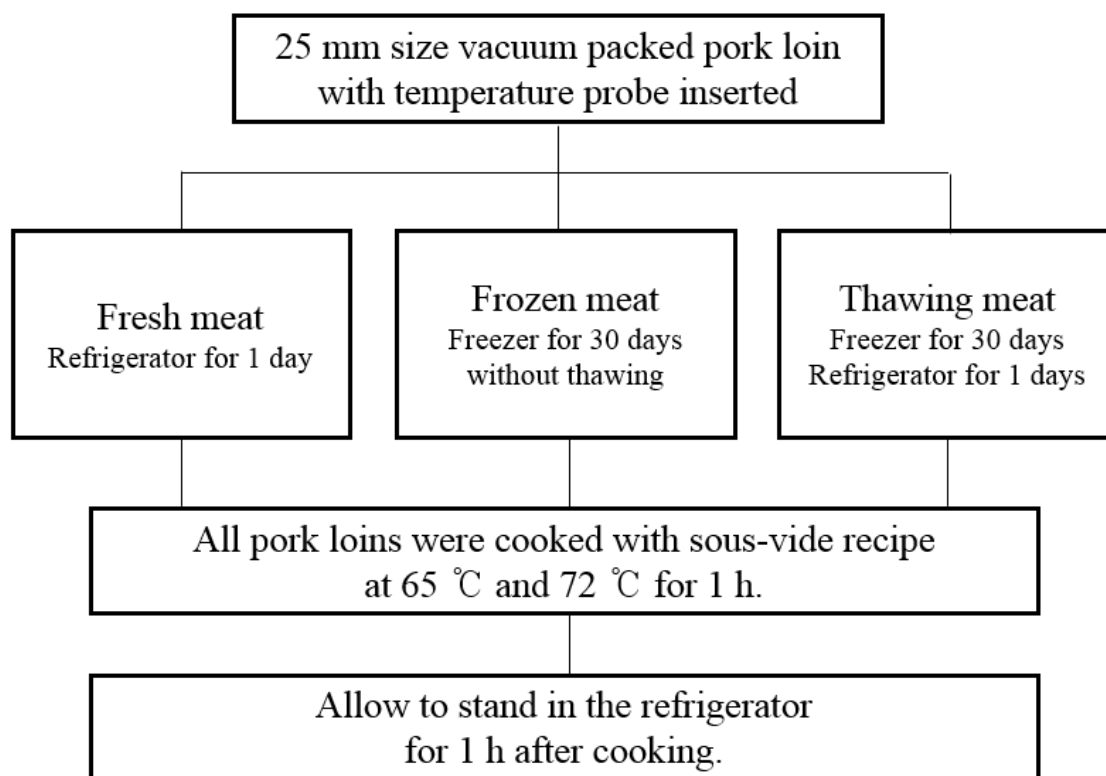 25 mm size vacuum packed pork loin
with temperature probe inserted
Fresh meat
Refrigerator for 1 day
Frozen meat
Freezer for 30 days
without thawing
Thawing meat
Freezer for 30 days
Refrigerator for 1 days
All pork loins were cooked with sous-vide recipe
at 65 ℃ and 72 ℃ for 1 h.
Allow to stand in the refrigerator
for 1 h after cooking.